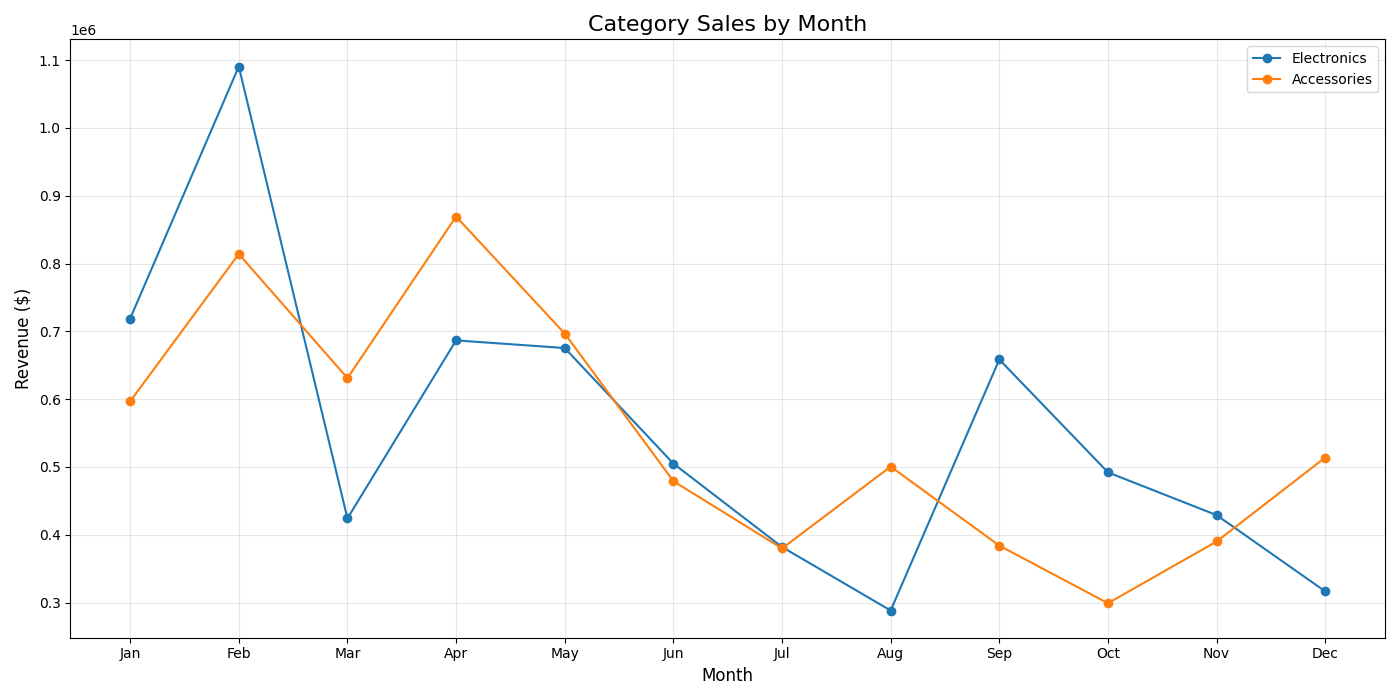 Category Sales by Month
1e6
Electronics
Accessories
Revenue ($)
1.1
1.0
0.9
0.8
0.7
0.6
0.5
0.4
0.3
Jan Feb Mar Apr May Jun Jul Aug Sep Oct Nov Dec
Month